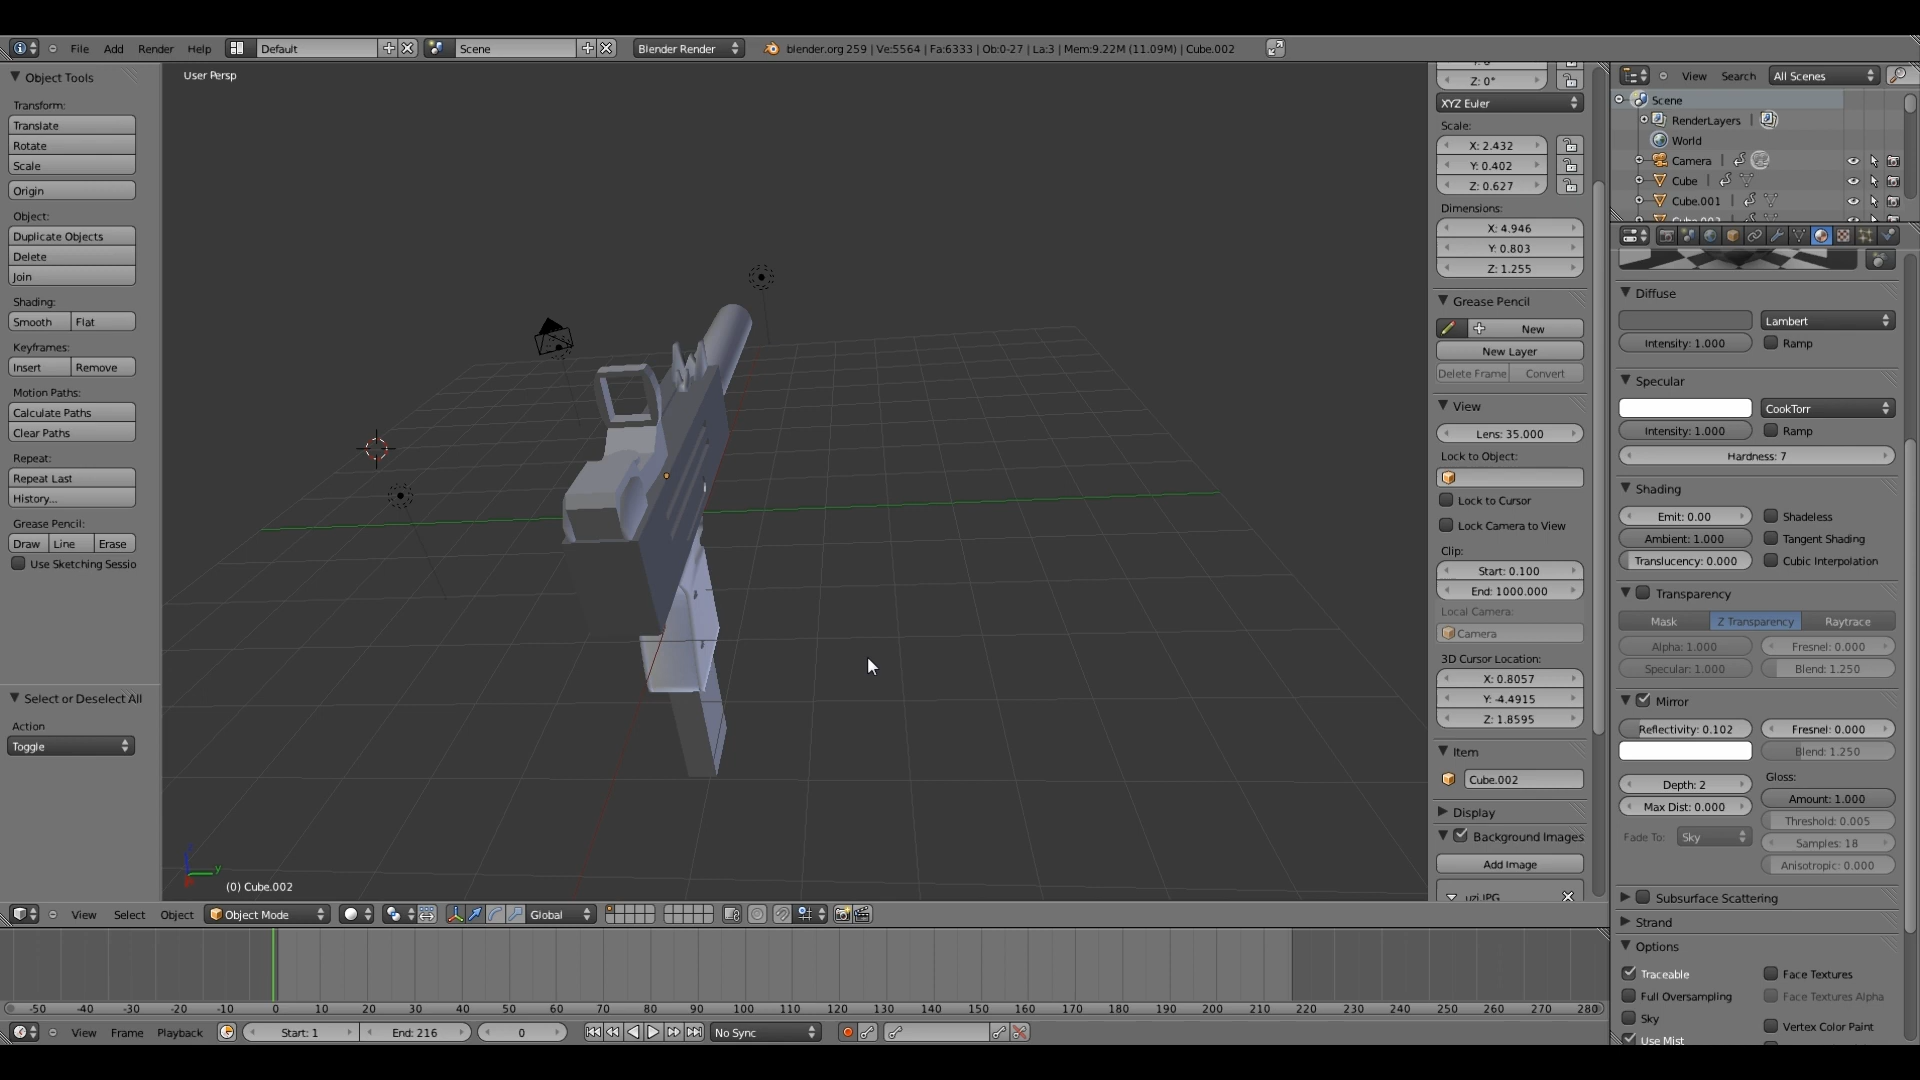 File Add Render Help Default Scene Blender Render blender.org 259 | Ve:5564 | Fa:6333 | Ob:0-27 | La:3 | Mem:9.22M (11.09M) | Cube.002
Object Tools
Transform:
Translate
Rotate
Scale
Origin
Object:
Duplicate Objects
Delete
Join
Shading:
Smooth Flat
Keyframes:
Insert Remove
Motion Paths:
Calculate Paths
Clear Paths
Repeat:
Repeat Last
History...
Grease Pencil:
Draw Line Erase
Use Sketching Sessio
Select or Deselect All
Action
Toggle
User Persp
(0) Cube.002
Z: 0°
XYZ Euler
Scale:
X: 2.432
Y: 0.402
Z: 0.627
Dimensions:
X: 4.946
Y: 0.803
Z: 1.255
Grease Pencil
New
New Layer
Delete Frame Convert
View
Lens: 35.000
Lock to Object:
Lock to Cursor
Lock Camera to View
Clip:
Start: 0.100
End: 1000.000
Local Camera:
Camera
3D Cursor Location:
X: 0.8057
Y: -4.4915
Z: 1.8595
Item
Cube.002
Display
Background Images
Add Image
uzi.JPG
View Search All Scenes
Scene
RenderLayers |
World
Camera |
Cube |
Cube.001 |
Diffuse
Lambert
Intensity: 1.000 Ramp
Specular
CookTorr
Intensity: 1.000 Ramp
Hardness: 7
Shading
Emit: 0.00 Shadeless
Ambient: 1.000 Tangent Shading
Translucency: 0.000 Cubic Interpolation
Transparency
Mask Z Transparency Raytrace
Alpha: 1.000 Fresnel: 0.000
Specular: 1.000 Blend: 1.250
Mirror
Reflectivity: 0.102 Fresnel: 0.000
Blend: 1.250
Depth: 2 Gloss:
Max Dist: 0.000 Amount: 1.000
Threshold: 0.005
Fade To: Sky Samples: 18
Anisotropic: 0.000
Subsurface Scattering
Strand
Options
Traceable Face Textures
Full Oversampling Face Textures Alpha
Sky Vertex Color Paint
Use Mist
View Select Object Object Mode Global
-50 -40 -30 -20 -10 0 10 20 30 40 50 60 70 80 90 100 110 120 130 140 150 160 170 180 190 200 210 220 230 240 250 260 270 280
View Frame Playback Start: 1 End: 216 0 No Sync